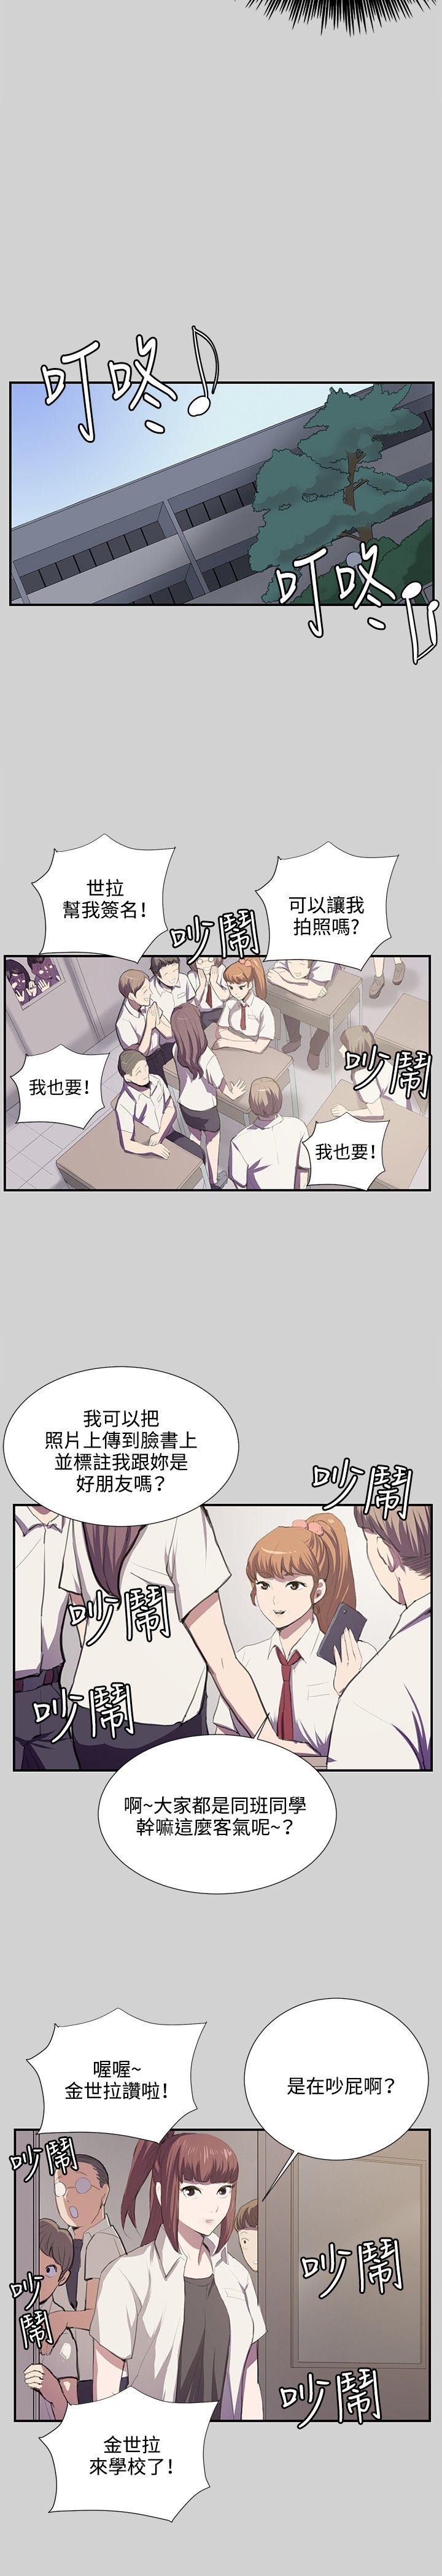 叮咚♪
叮咚♫
世拉
幫我簽名!
可以讓我
拍照嗎?
吵鬧
吵鬧
我也要!
我也要!
我可以把
照片上傳到臉書上
並標註我跟妳是
好朋友嗎?
吵鬧
吵鬧
吵鬧
啊~大家都是同班同學
幹嘛這麼客氣呢~?
喔喔~
金世拉讚啦!
是在吵屁啊?
吵鬧
吵鬧
吵鬧
吵鬧
金世拉
來學校了!